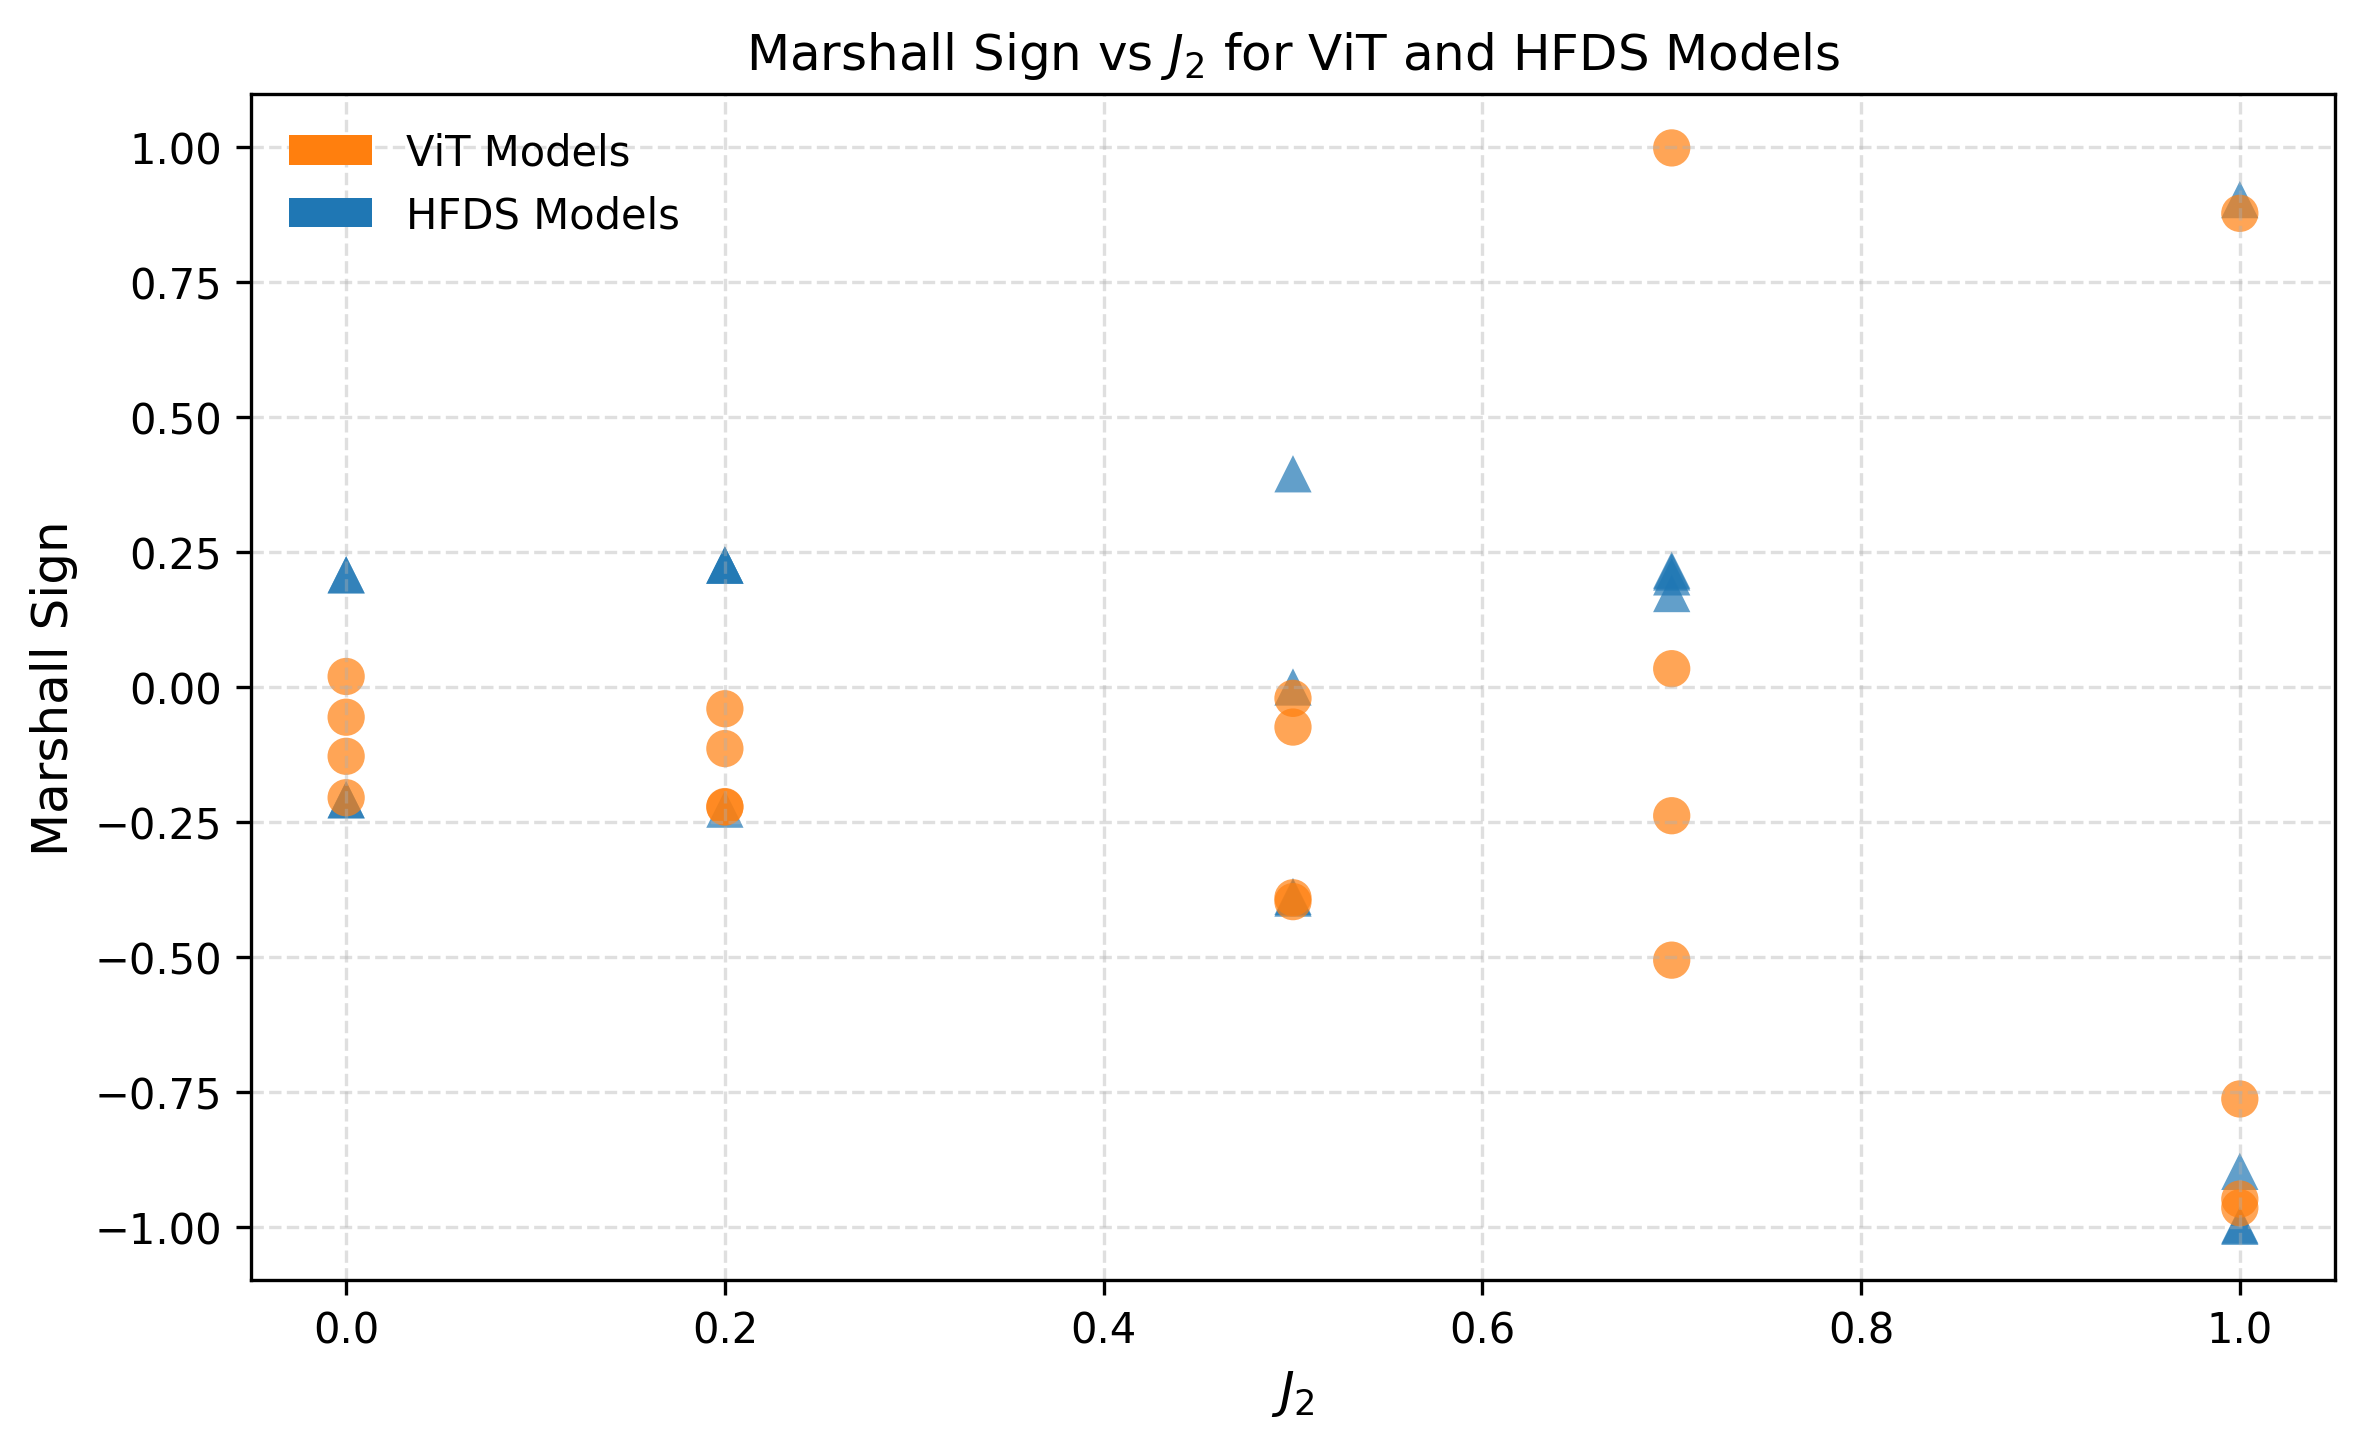 Marshall Sign vs J₂ for ViT and HFDS Models
ViT Models
HFDS Models
1.00
0.75
0.50
0.25
0.00
−0.25
−0.50
−0.75
−1.00
Marshall Sign
0.0 0.2 0.4 0.6 0.8 1.0
J₂